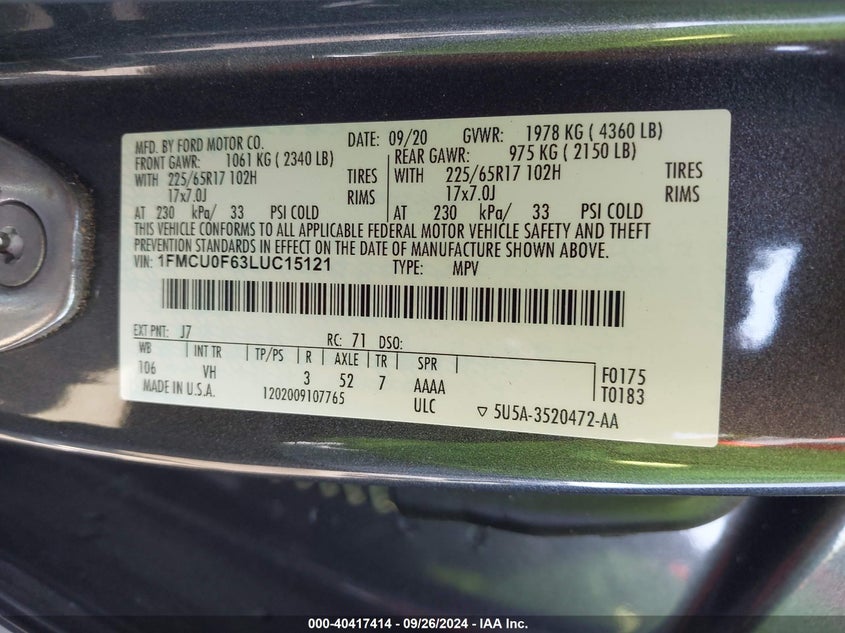 MFD. BY FORD MOTOR CO. DATE: 09/20 GVWR: 1978 KG ( 4360 LB)
FRONT GAWR: 1061 KG ( 2340 LB) REAR GAWR: 975 KG ( 2150 LB)
WITH 225/65R17 102H TIRES WITH 225/65R17 102H TIRES
17x7.0J RIMS 17x7.0J RIMS
AT 230 kPa/ 33 PSI COLD AT 230 kPa/ 33 PSI COLD
THIS VEHICLE CONFORMS TO ALL APPLICABLE FEDERAL MOTOR VEHICLE SAFETY AND THEFT
PREVENTION STANDARDS IN EFFECT ON THE DATE OF MANUFACTURE SHOWN ABOVE.
VIN: 1FMCU0F63LUC15121 TYPE: MPV
EXT PNT: J7 RC: 71 DSO:
WB INT TR TP/PS R AXLE TR SPR
106 VH 3 52 7 AAAA F0175
MADE IN U.S.A. 1202009107765 ULC T0183
▽ 5U5A-3520472-AA
000-40417414 - 09/26/2024 - IAA Inc.